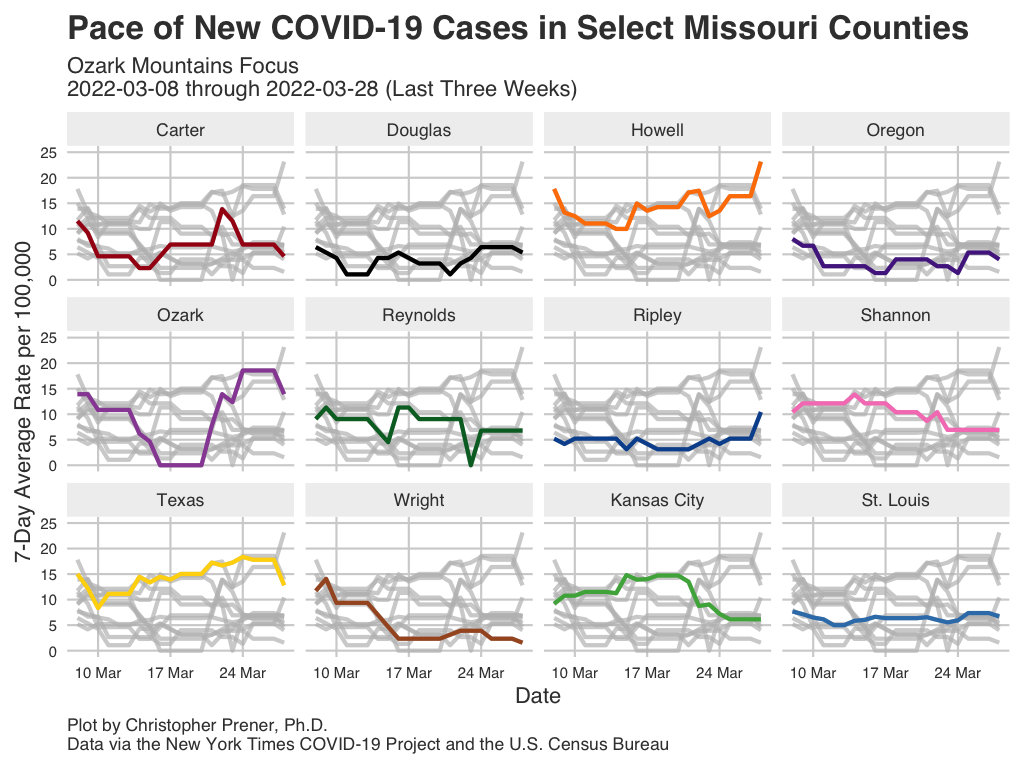 Pace of New COVID-19 Cases in Select Missouri Counties
Ozark Mountains Focus
2022-03-08 through 2022-03-28 (Last Three Weeks)
7-Day Average Rate per 100,000
Carter
Douglas
Howell
Oregon
25
20
15
10
5
0
Ozark
Reynolds
Ripley
Shannon
25
20
15
10
5
0
Texas
Wright
Kansas City
St. Louis
25
20
15
10
5
0
10 Mar
17 Mar
24 Mar
10 Mar
17 Mar
24 Mar
10 Mar
17 Mar
24 Mar
10 Mar
17 Mar
24 Mar
Date
Plot by Christopher Prener, Ph.D.
Data via the New York Times COVID-19 Project and the U.S. Census Bureau